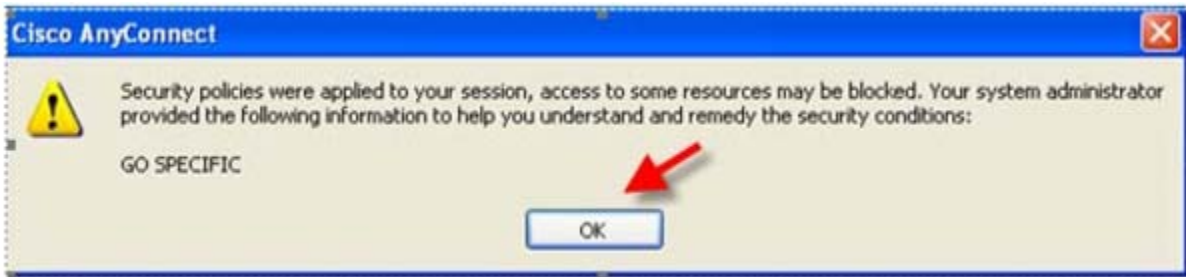 Cisco AnyConnect
Security policies were applied to your session, access to some resources may be blocked. Your system administrator
provided the following information to help you understand and remedy the security conditions:
GO SPECIFIC
OK